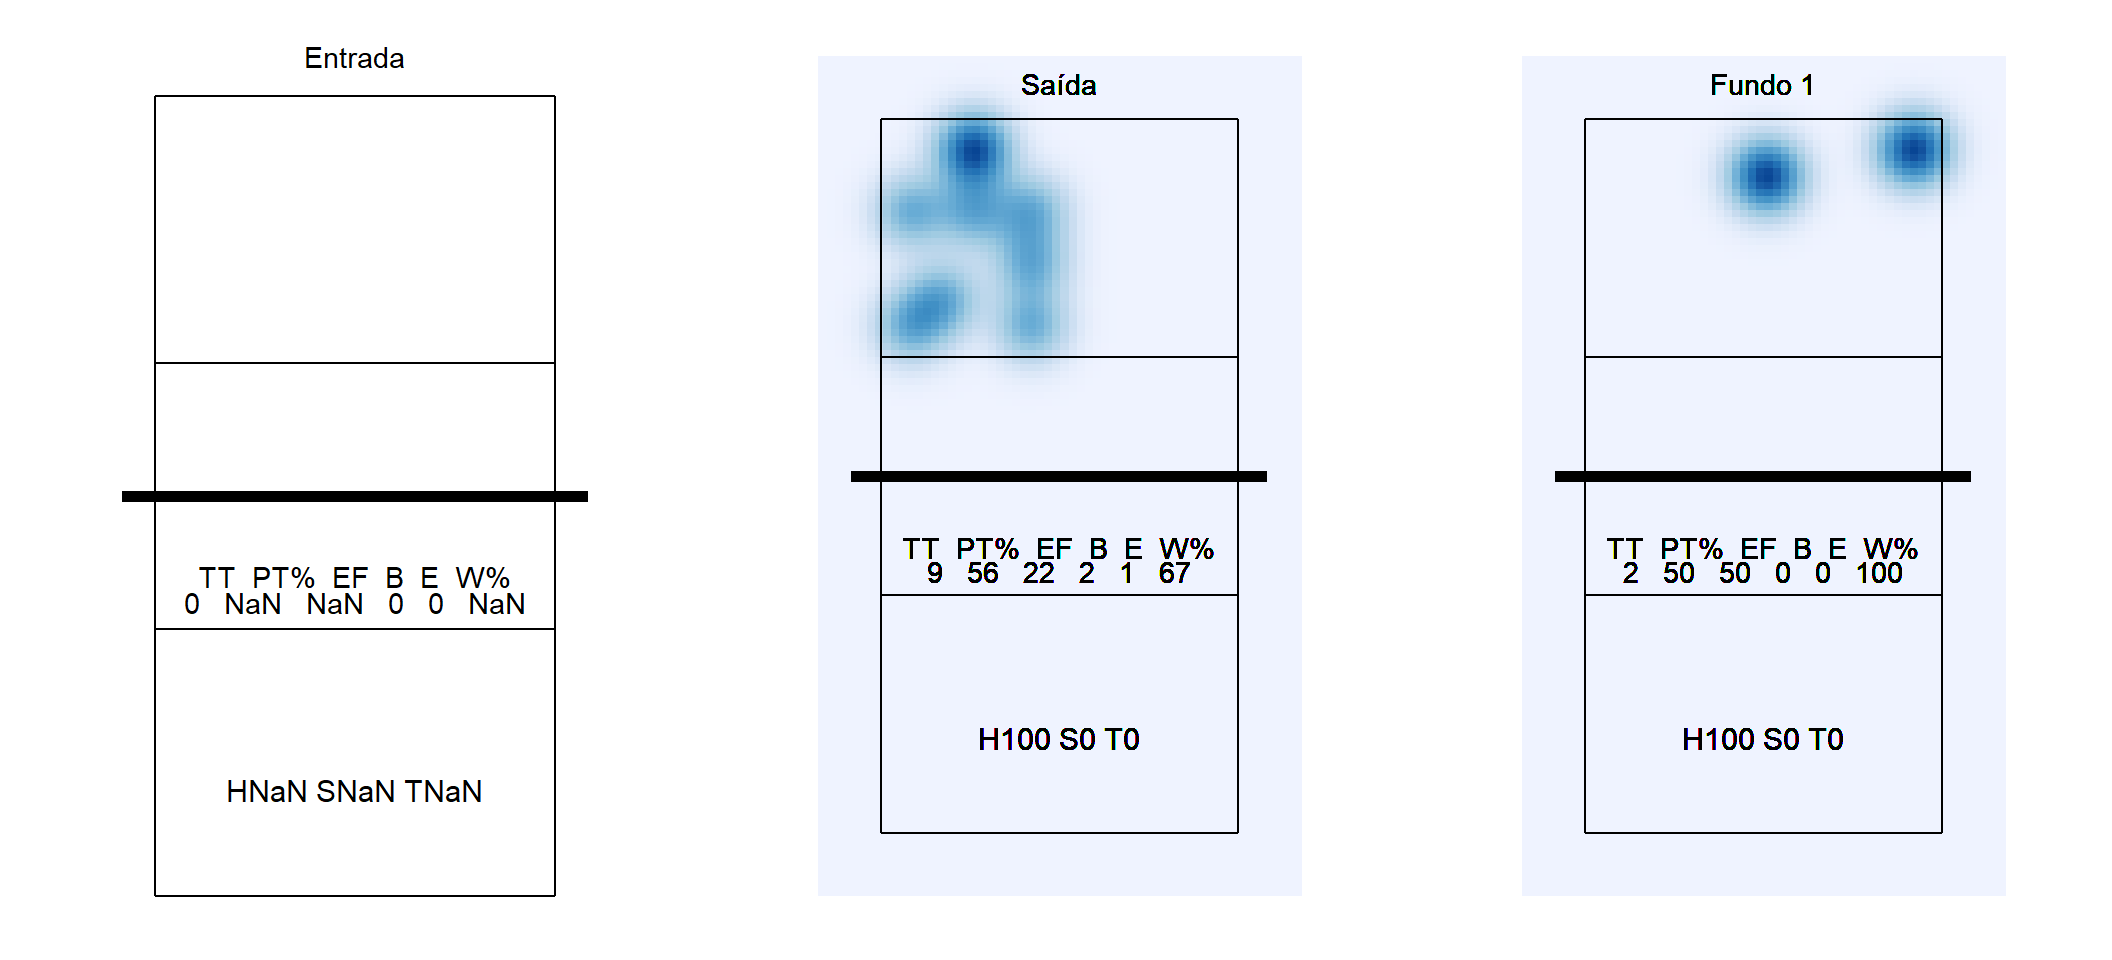 Entrada
TT PT% EF B E W%
0 NaN NaN 0 0 NaN
HNaN SNaN TNaN
Saída
TT PT% EF B E W%
9 56 22 2 1 67
H100 S0 T0
Fundo 1
TT PT% EF B E W%
2 50 50 0 0 100
H100 S0 T0